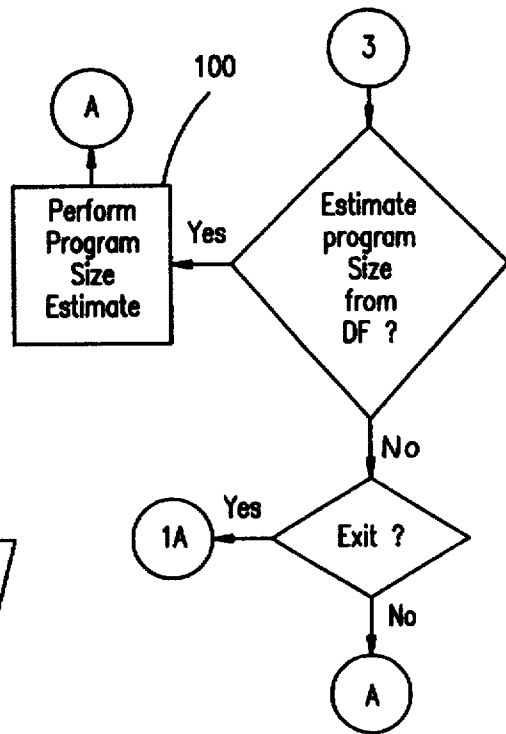 3
100
A
Estimate
program
Size
from
DF ?
Yes
Perform
Program
Size
Estimate
No
Exit ?
Yes
1A
No
A